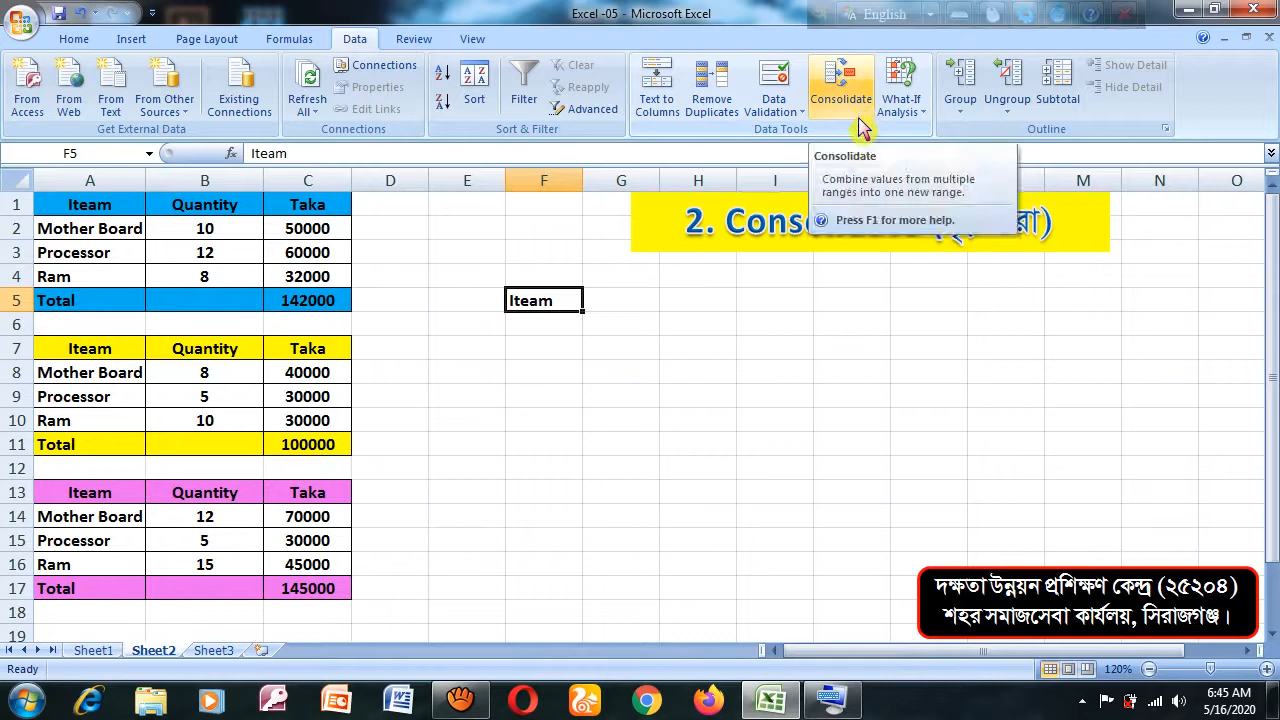 Excel -05 - Microsoft Excel
English
Home Insert Page Layout Formulas Data Review View
From Access
From Web
From Text
From Other Sources
Existing Connections
Get External Data
Refresh All
Connections
Properties
Edit Links
Connections
Sort
Filter
Clear
Reapply
Advanced
Sort & Filter
Text to Columns
Remove Duplicates
Data Validation
Consolidate
What-If Analysis
Data Tools
Group
Ungroup
Subtotal
Show Detail
Hide Detail
Outline
F5 fx Iteam
Consolidate
Combine values from multiple
ranges into one new range.
Press F1 for more help.
A B C D E F G H I M N O
2. Conso
1 Iteam Quantity Taka
2 Mother Board 10 50000
3 Processor 12 60000
4 Ram 8 32000
5 Total 142000 Iteam
6
7 Iteam Quantity Taka
8 Mother Board 8 40000
9 Processor 5 30000
10 Ram 10 30000
11 Total 100000
12
13 Iteam Quantity Taka
14 Mother Board 12 70000
15 Processor 5 30000
16 Ram 15 45000
17 Total 145000
18
19
দক্ষতা উন্নয়ন প্রশিক্ষণ কেন্দ্র (২৫২০৪)
শহর সমাজসেবা কার্যলয়, সিরাজগঞ্জ।
Sheet1 Sheet2 Sheet3
Ready 120%
6:45 AM
5/16/2020